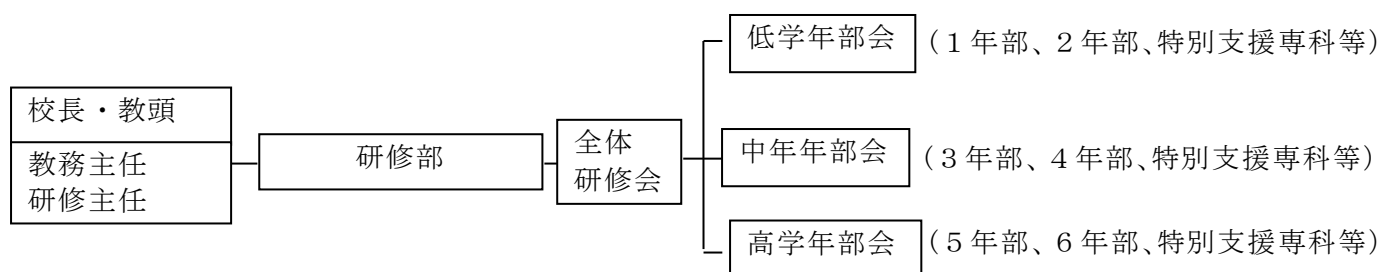 校長・教頭
教務主任
研修主任
研修部
全体
研修会
低学年部会
(1年部、2年部、特別支援専科等)
中年年部会
(3年部、4年部、特別支援専科等)
高学年部会
(5年部、6年部、特別支援専科等)